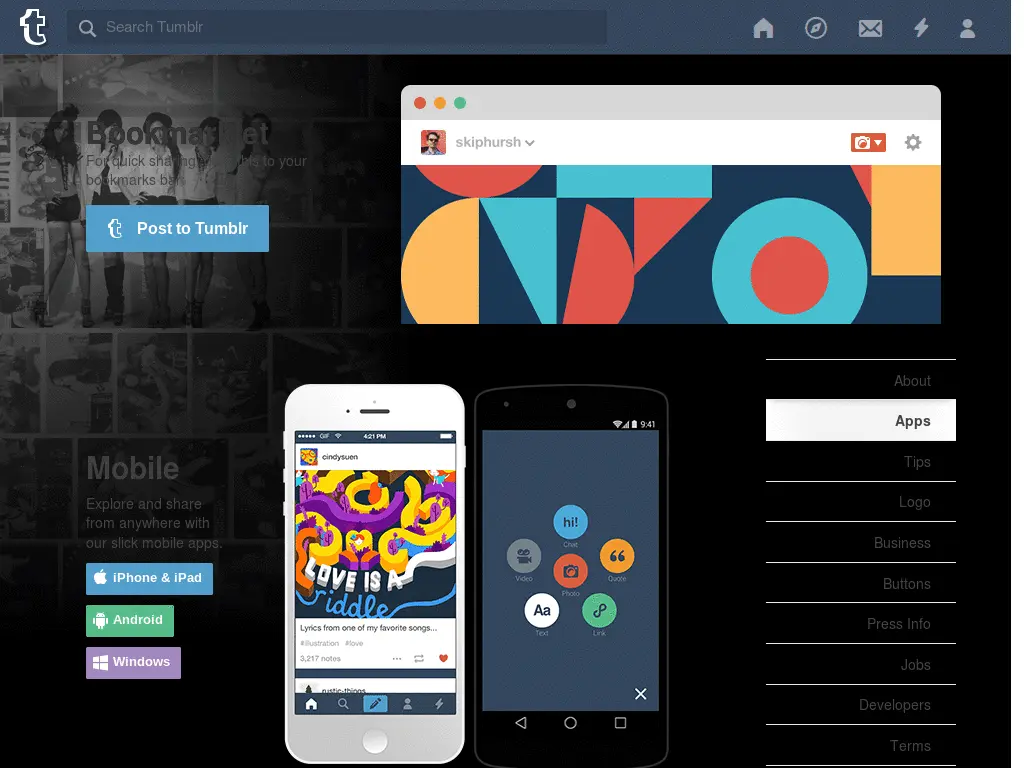 Search Tumblr
Bookmarklet
For quick sharing, drag this to your
bookmarks bar.
Post to Tumblr
skiphursh
Mobile
Explore and share
from anywhere with
our slick mobile apps.
iPhone & iPad
Android
Windows
GIF
4:21 PM
cindysuen
LOVE IS A
riddle
Lyrics from one of my favorite songs...
#illustration #love
3,217 notes
rustic-things
9:41
hi!
Chat
Video
Quote
Photo
Aa
Text
Link
About
Apps
Tips
Logo
Business
Buttons
Press Info
Jobs
Developers
Terms